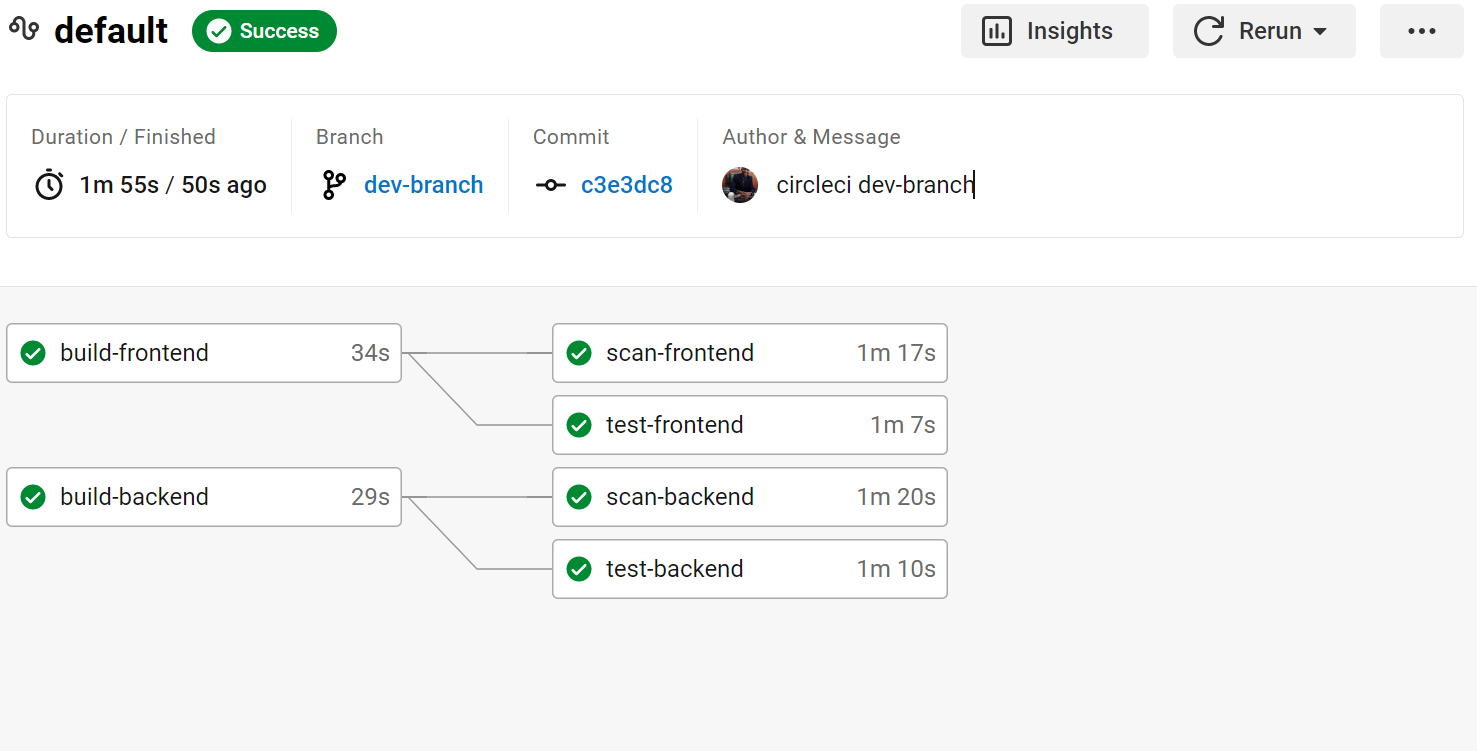 default Success Insights Rerun
Duration / Finished Branch Commit Author & Message
1m 55s / 50s ago dev-branch c3e3dc8 circleci dev-branch
build-frontend 34s scan-frontend 1m 17s
test-frontend 1m 7s
build-backend 29s scan-backend 1m 20s
test-backend 1m 10s